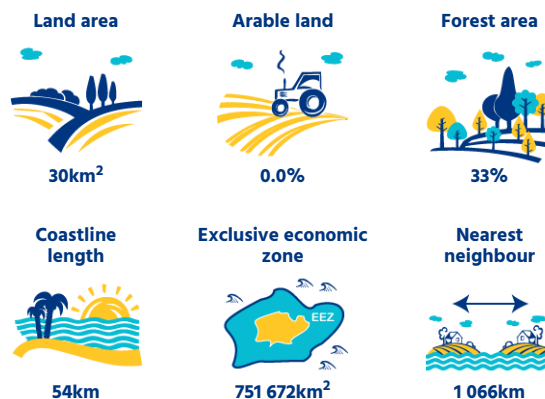 Land area
Arable land
Forest area
30km²
0.0%
33%
Coastline
length
Exclusive economic
zone
Nearest
neighbour
EEZ
54km
751 672km²
1 066km